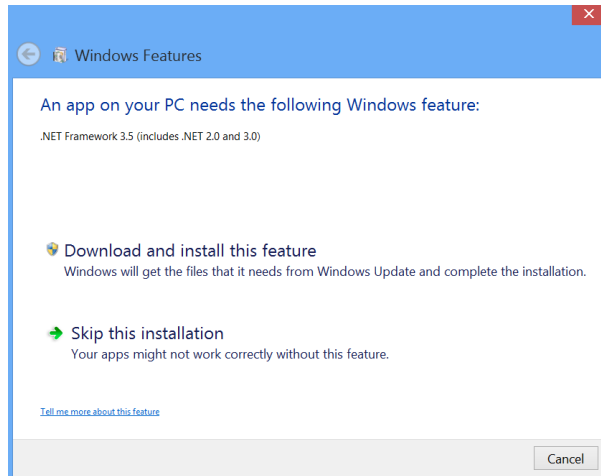 Windows Features
An app on your PC needs the following Windows feature:
.NET Framework 3.5 (includes .NET 2.0 and 3.0)
Download and install this feature
Windows will get the files that it needs from Windows Update and complete the installation.
Skip this installation
Your apps might not work correctly without this feature.
Tell me more about this feature
Cancel